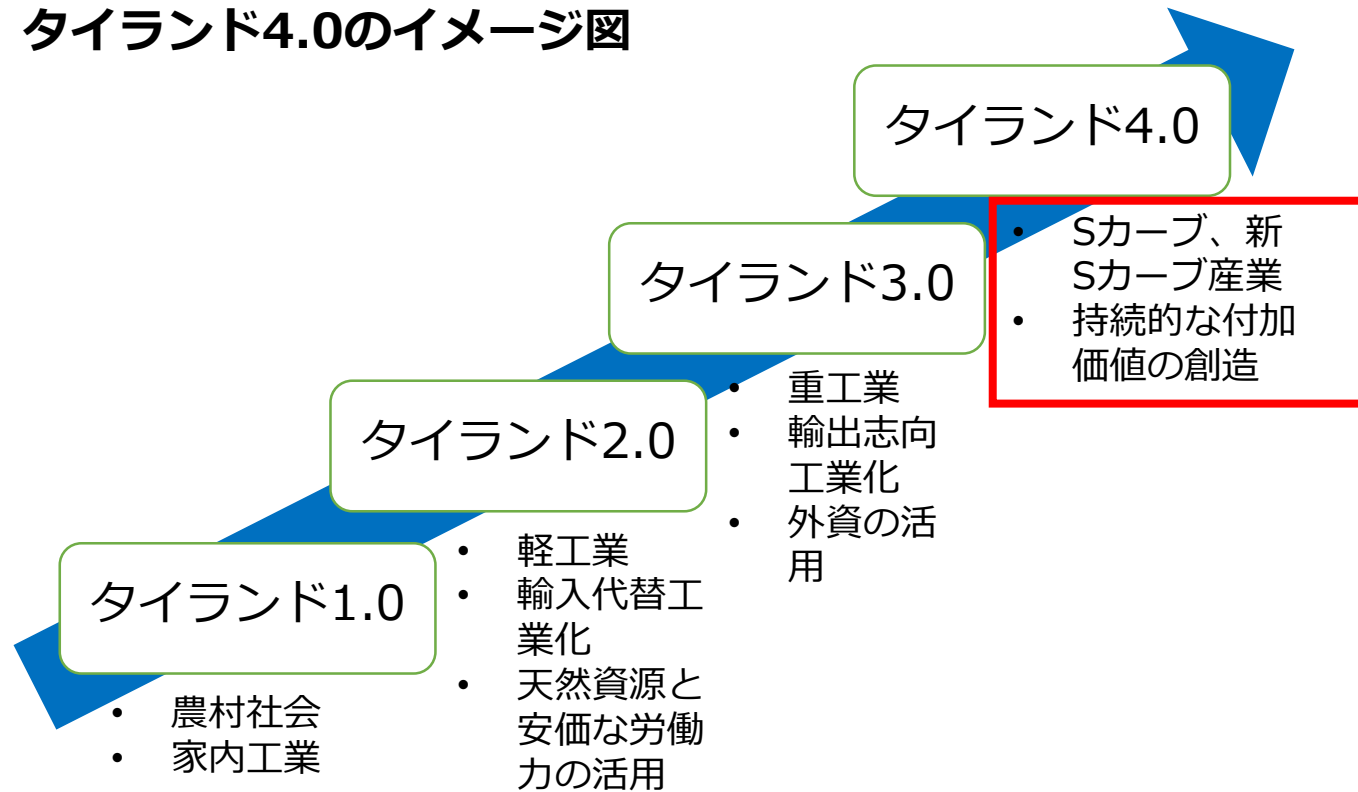 タイランド4.0のイメージ図
タイランド4.0
• Sカーブ、新
Sカーブ産業
• 持続的な付加
価値の創造
タイランド3.0
• 重工業
• 輸出志向
工業化
• 外資の活
用
タイランド2.0
• 軽工業
• 輸入代替工
業化
• 天然資源と
安価な労働
力の活用
タイランド1.0
• 農村社会
• 家内工業